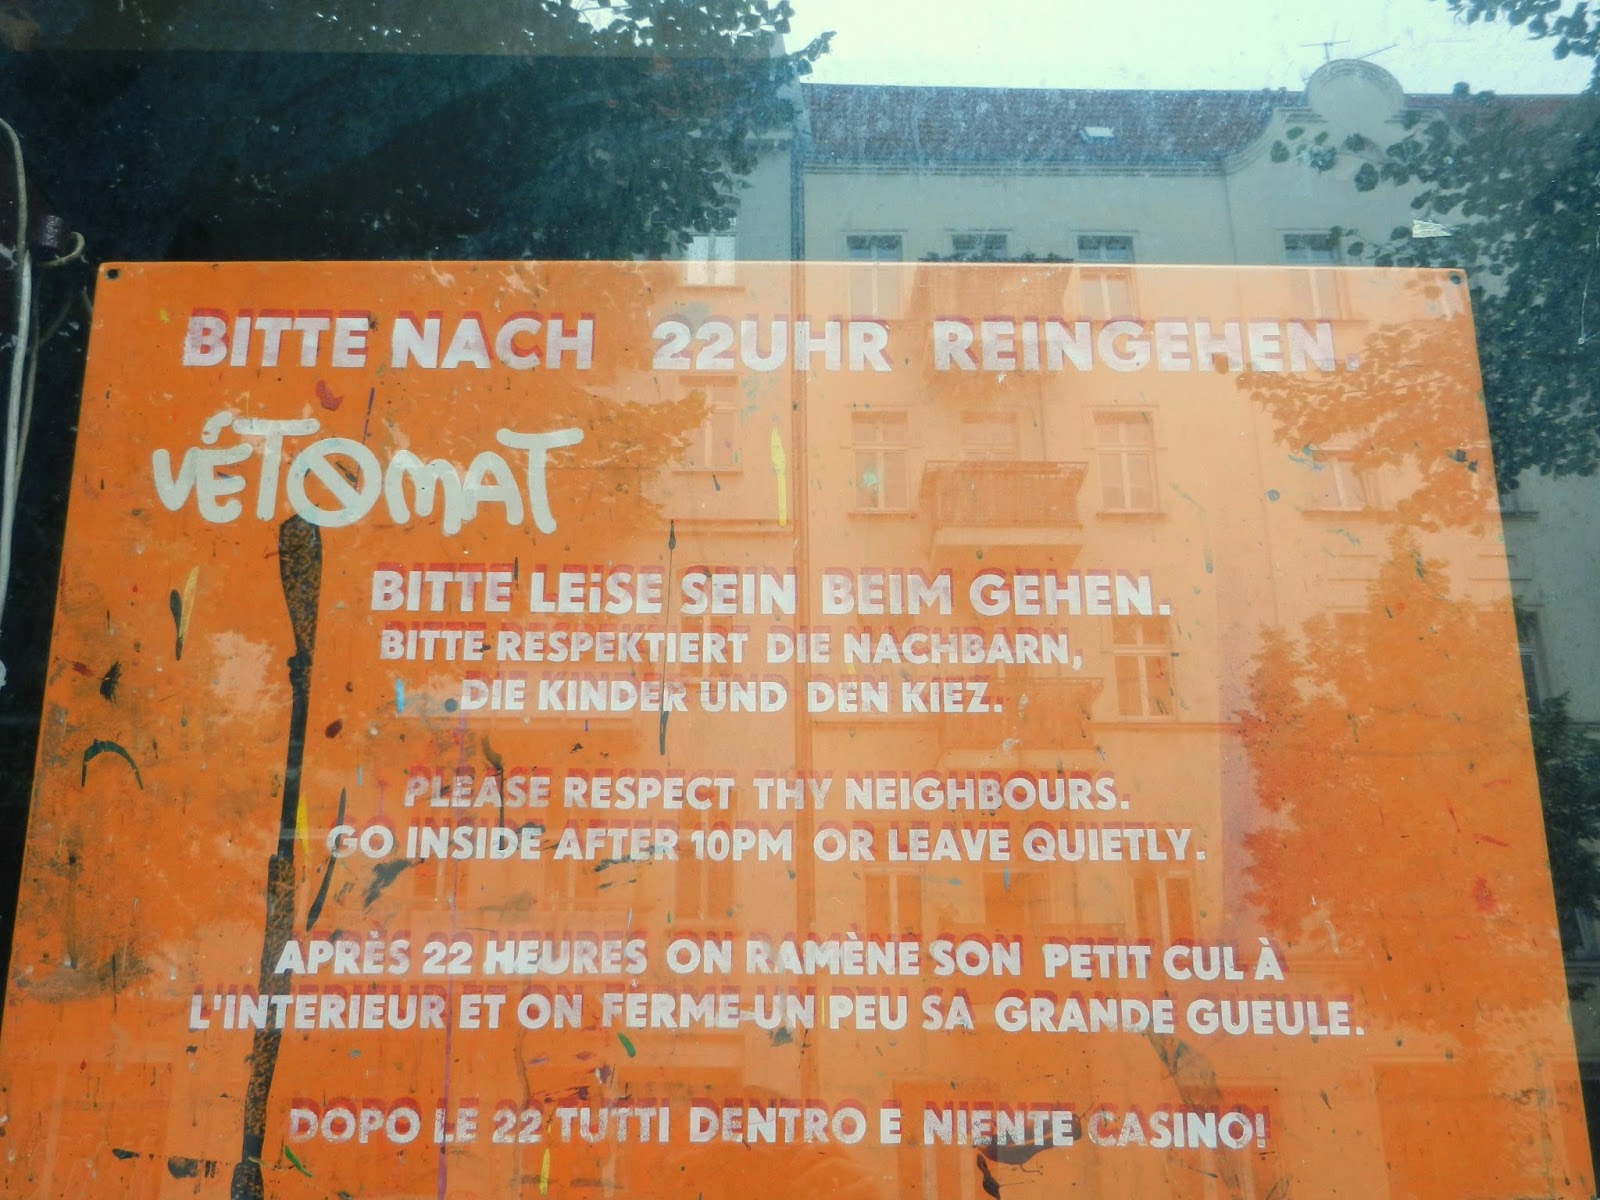 BITTE NACH 22UHR REINGEHEN.
VÉTOMAT
BITTE LEiSE SEIN BEIM GEHEN.
BITTE RESPEKTIERT DIE NACHBARN,
DIE KINDER UND DEN KIEZ.
PLEASE RESPECT THY NEIGHBOURS.
GO INSIDE AFTER 10PM OR LEAVE QUIETLY.
APRÈS 22 HEURES ON RAMÈNE SON PETIT CUL À
L'INTERIEUR ET ON FERME UN PEU SA GRANDE GUEULE.
DOPO LE 22 TUTTI DENTRO E NIENTE CASINO!